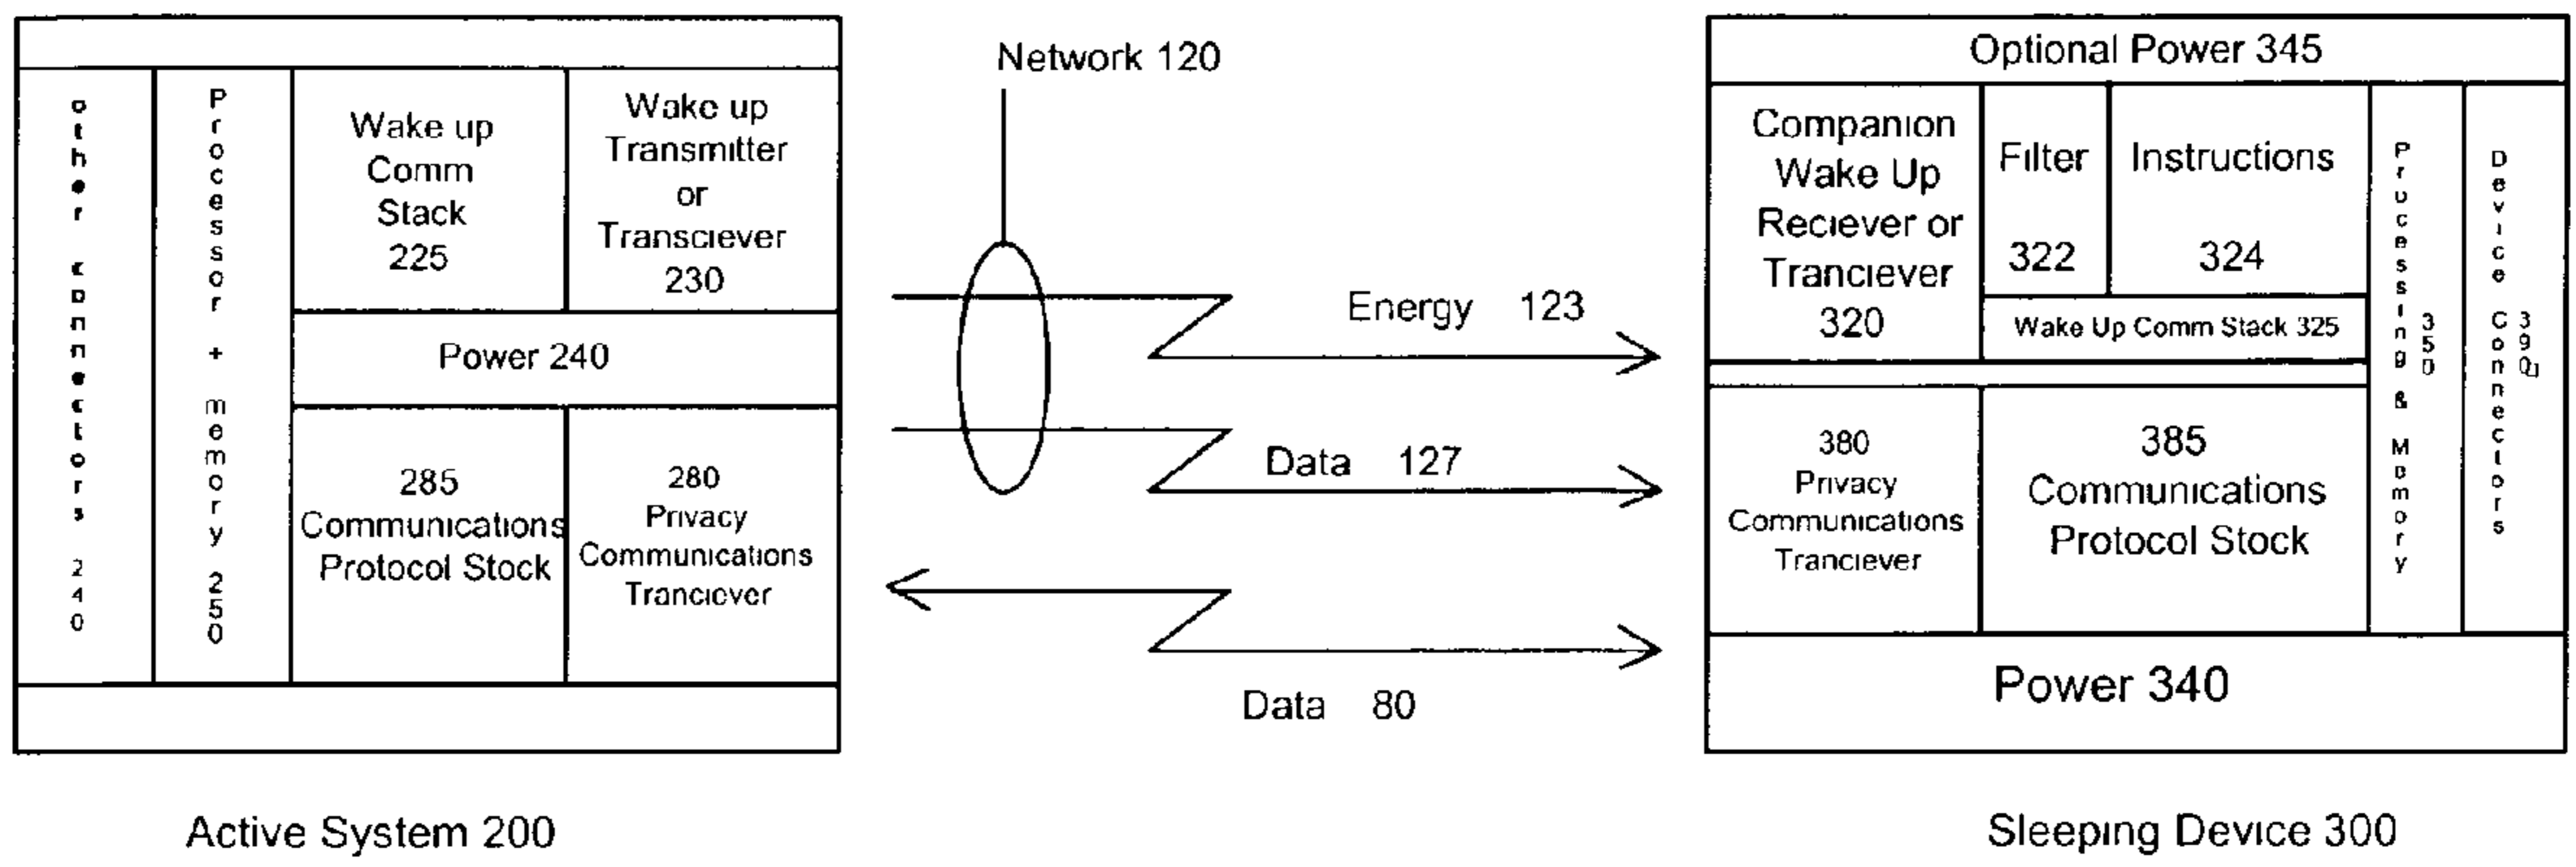 other connectors 240
Processor + memory 250
Wake up
Comm
Stack
225
Wake up
Transmitter
or
Transciever
230
Power 240
285
Communications
Protocol Stock
280
Privacy
Communications
Tranciever
Active System 200
Network 120
Energy 123
Data 127
Data 80
Optional Power 345
Companion
Wake Up
Reciever or
Tranciever
320
Filter
322
Instructions
324
Wake Up Comm Stack 325
380
Privacy
Communications
Tranciever
385
Communications
Protocol Stock
Processing & Memory
350
Device Connectors
390
Power 340
Sleeping Device 300